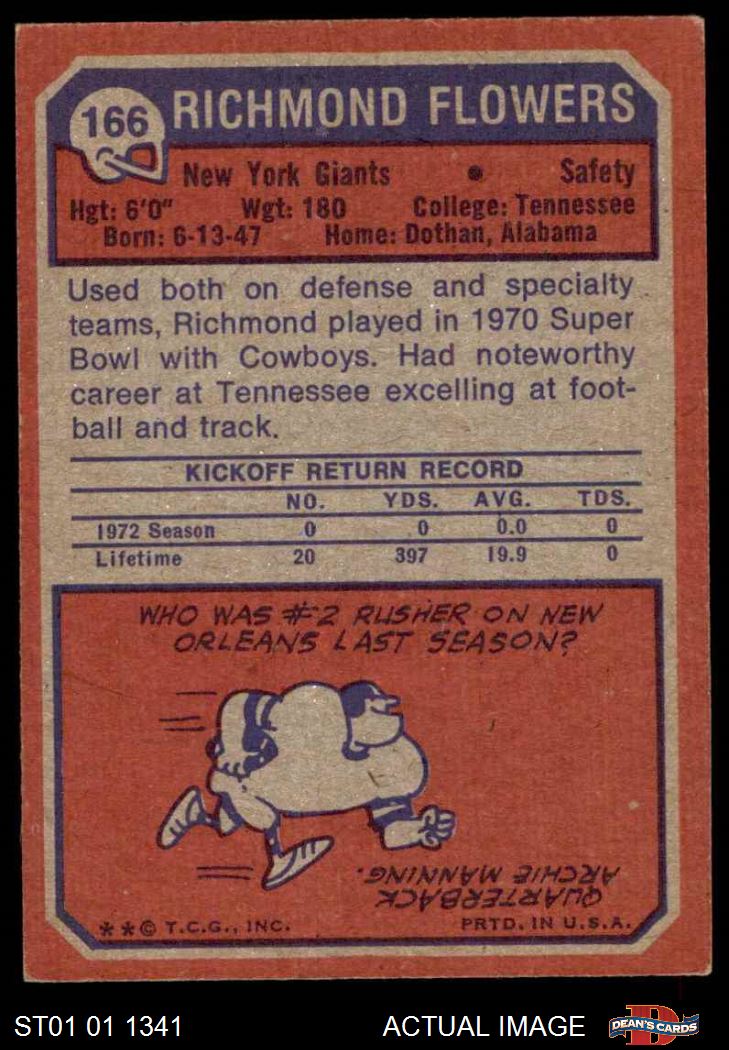 166 RICHMOND FLOWERS
New York Giants • Safety
Hgt: 6'0" Wgt: 180 College: Tennessee
Born: 6-13-47 Home: Dothan, Alabama
Used both on defense and specialty
teams, Richmond played in 1970 Super
Bowl with Cowboys. Had noteworthy
career at Tennessee excelling at foot-
ball and track.
KICKOFF RETURN RECORD
NO. YDS. AVG. TDS.
1972 Season 0 0 0.0 0
Lifetime 20 397 19.9 0
WHO WAS #2 RUSHER ON NEW
ORLEANS LAST SEASON?
QUARTERBACK
ARCHIE MANNING.
**© T.C.G., INC. PRTD. IN U.S.A.
ST01 01 1341 ACTUAL IMAGE D DEAN'S CARDS